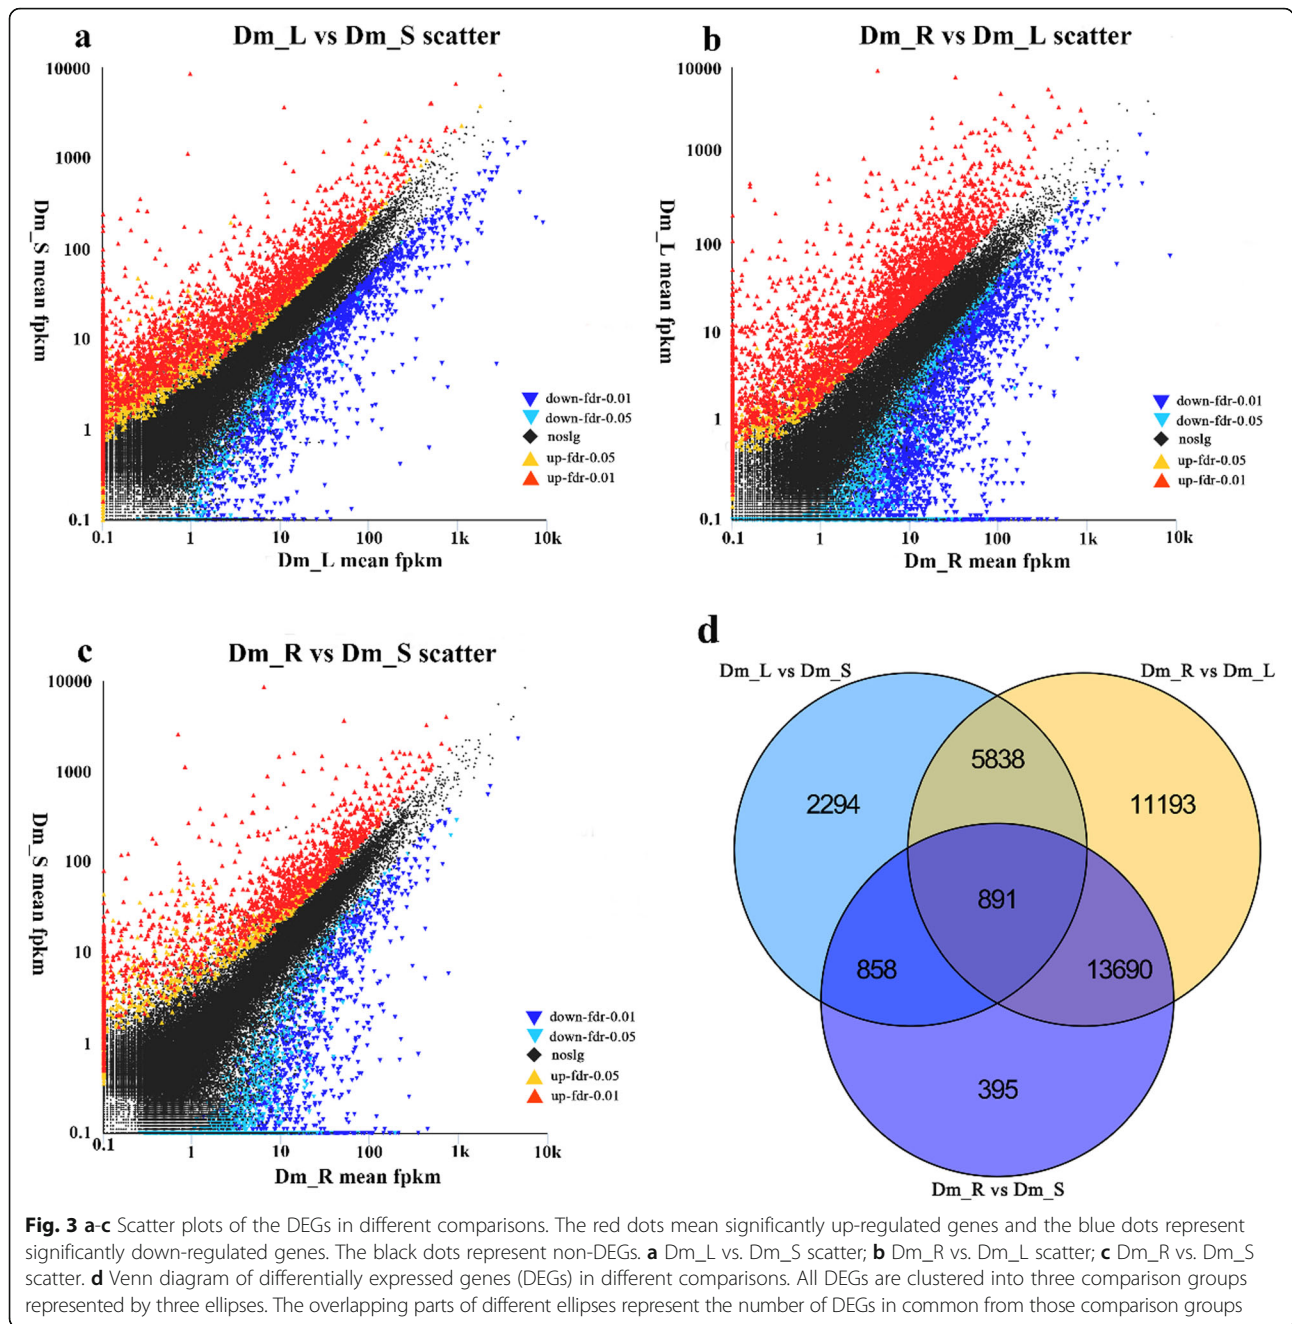 a
Dm_L vs Dm_S scatter
10000
1000
100
10
1
0.1
Dm_S mean fpkm
0.1 1 10 100 1k 10k
Dm_L mean fpkm
down-fdr-0.01
down-fdr-0.05
noslg
up-fdr-0.05
up-fdr-0.01
b
Dm_R vs Dm_L scatter
10000
1000
100
10
1
0.1
Dm_L mean fpkm
0.1 1 10 100 1k 10k
Dm_R mean fpkm
down-fdr-0.01
down-fdr-0.05
noslg
up-fdr-0.05
up-fdr-0.01
c
Dm_R vs Dm_S scatter
10000
1000
100
10
1
0.1
Dm_S mean fpkm
0.1 1 10 100 1k 10k
Dm_R mean fpkm
down-fdr-0.01
down-fdr-0.05
noslg
up-fdr-0.05
up-fdr-0.01
d
Dm_L vs Dm_S
Dm_R vs Dm_L
5838
2294
11193
891
858
13690
395
Dm_R vs Dm_S
Fig. 3 a-c Scatter plots of the DEGs in different comparisons. The red dots mean significantly up-regulated genes and the blue dots represent
significantly down-regulated genes. The black dots represent non-DEGs. a Dm_L vs. Dm_S scatter; b Dm_R vs. Dm_L scatter; c Dm_R vs. Dm_S
scatter. d Venn diagram of differentially expressed genes (DEGs) in different comparisons. All DEGs are clustered into three comparison groups
represented by three ellipses. The overlapping parts of different ellipses represent the number of DEGs in common from those comparison groups